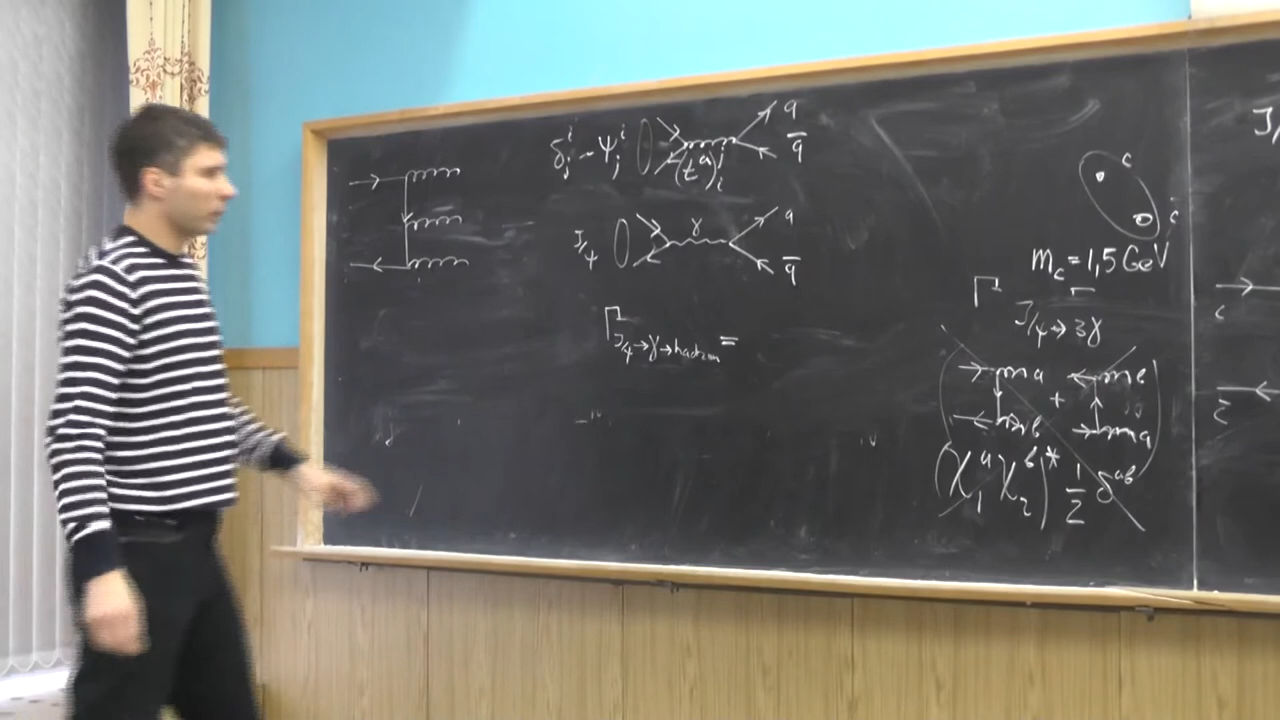 δ^i_j ~ ψ^i_j q
q̄
(t^a)^j_i
J/ψ γ q
q̄
Γ_{J/ψ→γ→hadron} =
c
c̄
m_c = 1,5 GeV
Γ_{J/ψ→3γ}
a + b
b a
(χ^a_1 χ^b_2)^* 1/2 δ^{ab}
J/
c
c̄